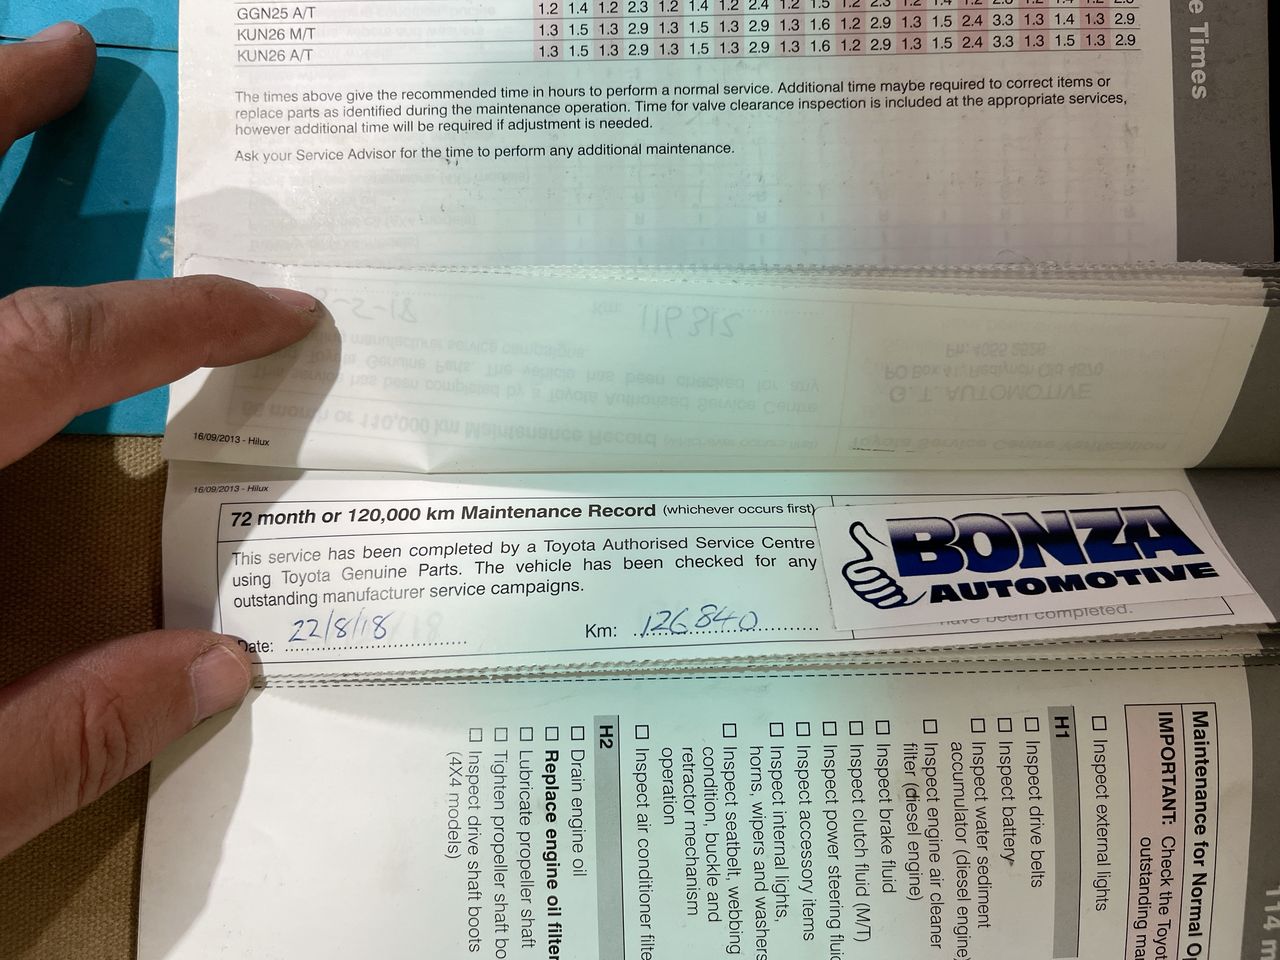 GGN25 A/T 1.2 1.4 1.2 2.3 1.2 1.4 1.2 2.4 1.2 1.5 1.2 2.3 1.2 1.4
KUN26 M/T 1.3 1.5 1.3 2.9 1.3 1.5 1.3 2.9 1.3 1.6 1.2 2.9 1.3 1.5 2.4 3.3 1.3 1.4 1.3 2.9
KUN26 A/T 1.3 1.5 1.3 2.9 1.3 1.5 1.3 2.9 1.3 1.6 1.2 2.9 1.3 1.5 2.4 3.3 1.3 1.5 1.3 2.9
e Times
The times above give the recommended time in hours to perform a normal service. Additional time maybe required to correct items or
replace parts as identified during the maintenance operation. Time for valve clearance inspection is included at the appropriate services,
however additional time will be required if adjustment is needed.
Ask your Service Advisor for the time to perform any additional maintenance.
16/09/2013 - Hilux
16/09/2013 - Hilux
72 month or 120,000 km Maintenance Record (whichever occurs first)
This service has been completed by a Toyota Authorised Service Centre
using Toyota Genuine Parts. The vehicle has been checked for any
outstanding manufacturer service campaigns.
Date: 22/8/18 Km: 126840
BONZA
AUTOMOTIVE
have been completed.
114 m
Maintenance for Normal Op
IMPORTANT: Check the Toyot
outstanding ma
☐ Inspect external lights
H1
☐ Inspect drive belts
☐ Inspect battery
☐ Inspect water sediment
accumulator (diesel engine)
☐ Inspect engine air cleaner
filter (diesel engine)
☐ Inspect brake fluid
☐ Inspect clutch fluid (M/T)
☐ Inspect power steering fluid
☐ Inspect accessory items
☐ Inspect internal lights,
horns, wipers and washers
☐ Inspect seatbelt, webbing
condition, buckle and
retractor mechanism
operation
☐ Inspect air conditioner filte
H2
☐ Drain engine oil
☐ Replace engine oil filter
☐ Lubricate propeller shaft
☐ Tighten propeller shaft bo
☐ Inspect drive shaft boots
(4X4 models)